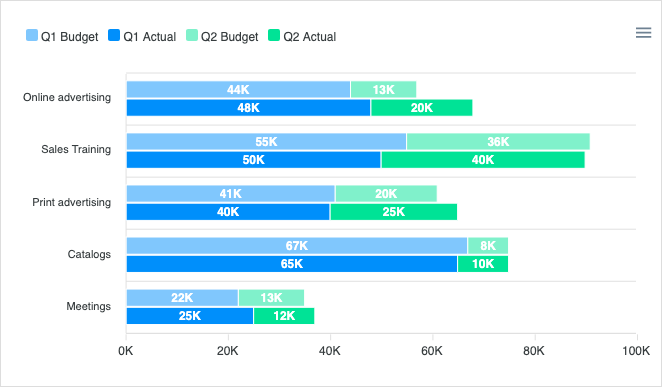 Q1 Budget Q1 Actual Q2 Budget Q2 Actual
44K 13K
Online advertising
48K 20K
55K 36K
Sales Training
50K 40K
41K 20K
Print advertising
40K 25K
67K 8K
Catalogs
65K 10K
22K 13K
Meetings
25K 12K
0K 20K 40K 60K 80K 100K